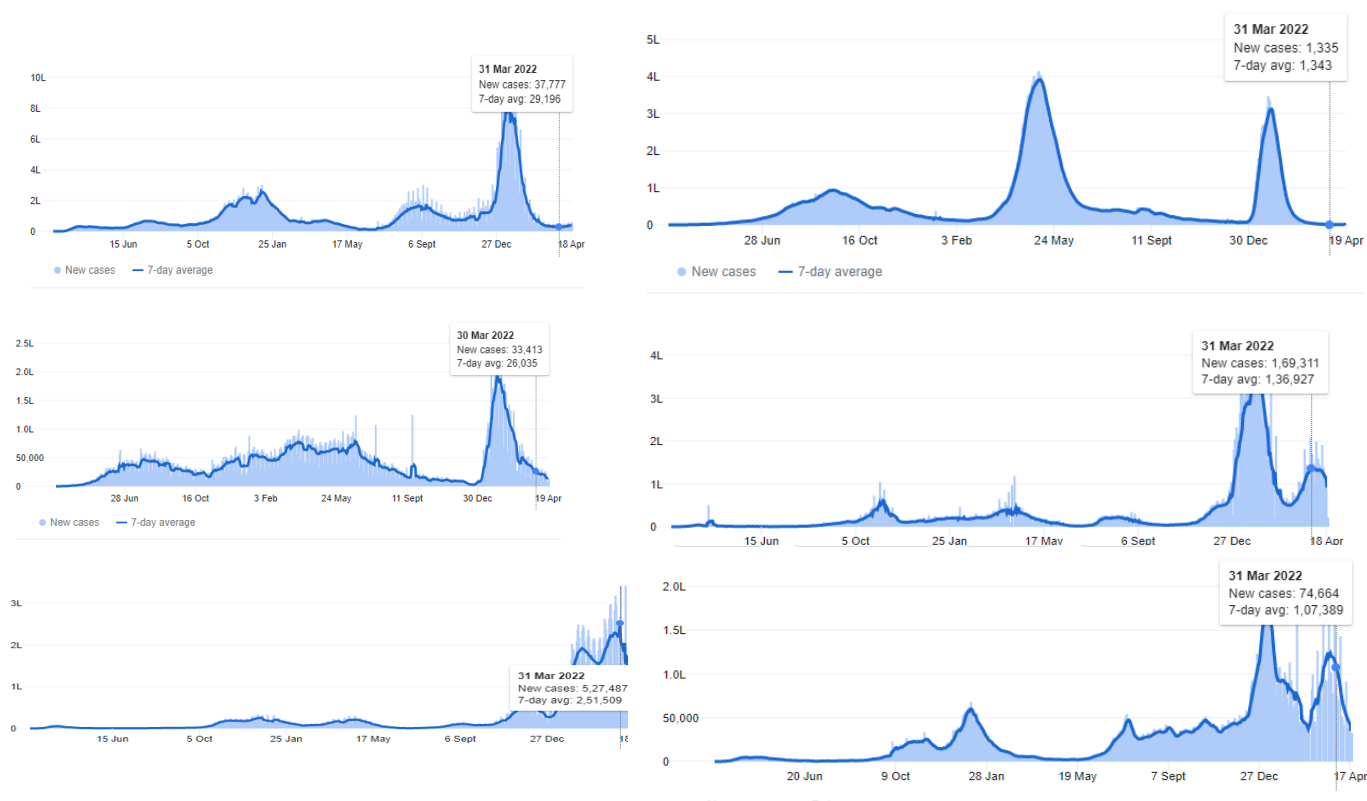 31 Mar 2022
New cases: 37,777
7-day avg: 29,196
10L
8L
6L
4L
2L
0
15 Jun 5 Oct 25 Jan 17 May 6 Sept 27 Dec 18 Apr
New cases 7-day average
31 Mar 2022
New cases: 1,335
7-day avg: 1,343
5L
4L
3L
2L
1L
0
28 Jun 16 Oct 3 Feb 24 May 11 Sept 30 Dec 19 Apr
New cases 7-day average
30 Mar 2022
New cases: 33,413
7-day avg: 26,035
2.5L
2.0L
1.5L
1.0L
50,000
0
28 Jun 16 Oct 3 Feb 24 May 11 Sept 30 Dec 19 Apr
New cases 7-day average
31 Mar 2022
New cases: 1,69,311
7-day avg: 1,36,927
4L
3L
2L
1L
0
15 Jun 5 Oct 25 Jan 17 May 6 Sept 27 Dec 18 Apr
3L
2L
1L
0
31 Mar 2022
New cases: 5,27,487
7-day avg: 2,51,509
15 Jun 5 Oct 25 Jan 17 May 6 Sept 27 Dec
31 Mar 2022
New cases: 74,664
7-day avg: 1,07,389
2.0L
1.5L
1.0L
50,000
0
20 Jun 9 Oct 28 Jan 19 May 7 Sept 27 Dec 17 Apr